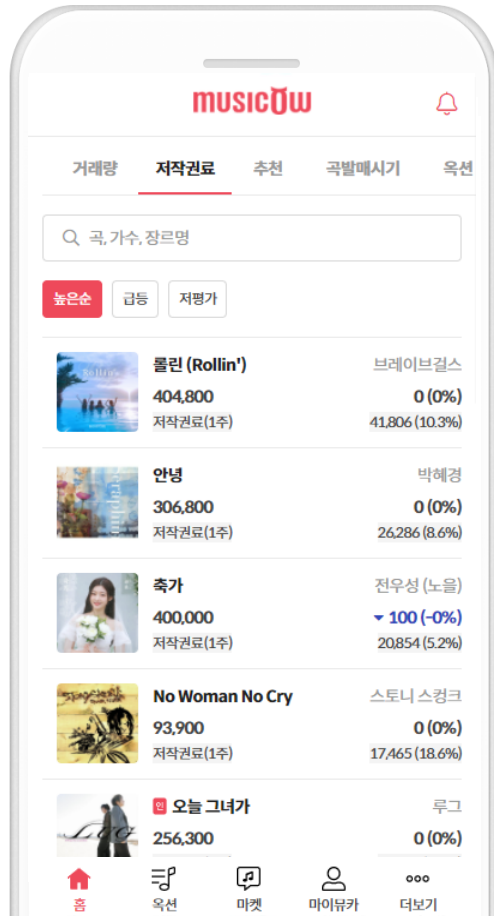 musicow
거래량 저작권료 추천 곡발매시기 옥션
곡, 가수, 장르명
높은순 급등 저평가
Rollin'
롤린 (Rollin') 브레이브걸스
404,800 0 (0%)
저작권료(1주) 41,806 (10.3%)
안녕 박혜경
306,800 0 (0%)
저작권료(1주) 26,286 (8.6%)
축가 전우성 (노을)
400,000 ▼ 100 (-0%)
저작권료(1주) 20,854 (5.2%)
No Woman No Cry 스토니 스컹크
93,900 0 (0%)
저작권료(1주) 17,465 (18.6%)
인 오늘 그녀가 루그
256,300 0 (0%)
홈 옥션 마켓 마이뮤카 더보기